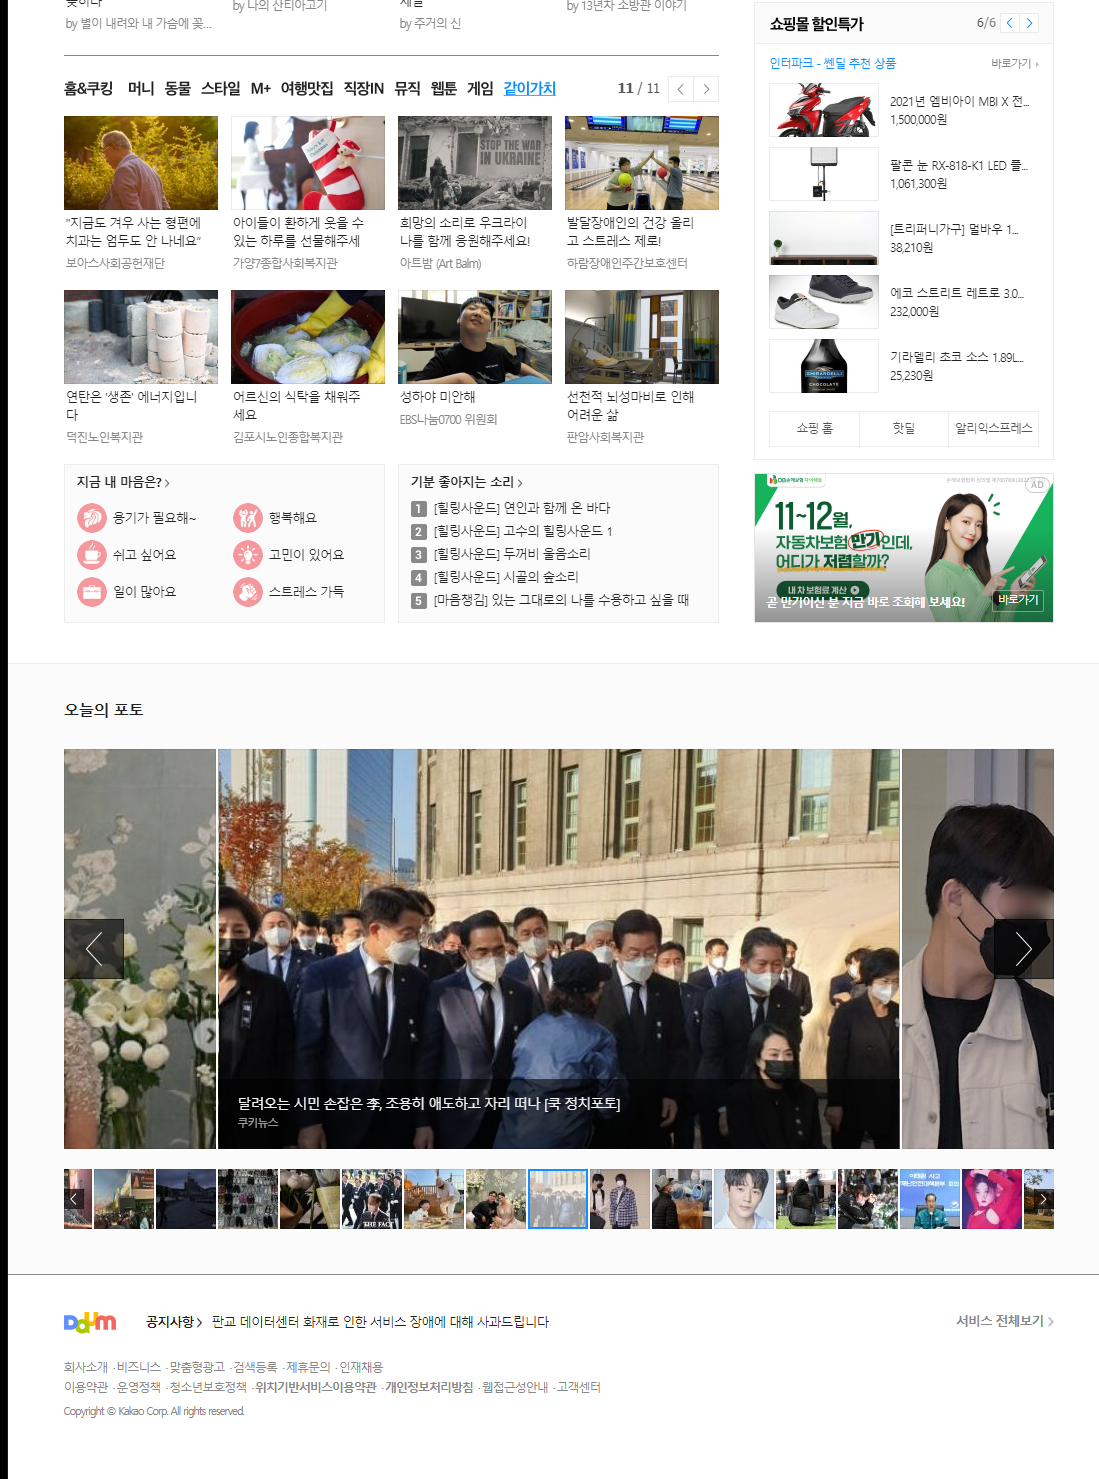 by 별이 내려와 내 가슴에 꽂...
by 나의 산티아고기
by 주거의 신
by 13년차 소방관 이야기
홈&쿠킹 머니 동물 스타일 M+ 여행맛집 직장IN 뮤직 웹툰 게임 같이가치
11 / 11
STOP THE WAR
IN UKRAINE
"지금도 겨우 사는 형편에
치과는 엄두도 안 나네요"
보아스사회공헌재단
아이들이 환하게 웃을 수
있는 하루를 선물해주세
가양7종합사회복지관
희망의 소리로 우크라이
나를 함께 응원해주세요!
아트밤 (Art Balm)
발달장애인의 건강 올리
고 스트레스 제로!
하람장애인주간보호센터
연탄은 '생존' 에너지입니
다
덕진노인복지관
어르신의 식탁을 채워주
세요
김포시노인종합복지관
성하야 미안해
EBS나눔0700 위원회
선천적 뇌성마비로 인해
어려운 삶
판암사회복지관
지금 내 마음은?
용기가 필요해~
행복해요
쉬고 싶어요
고민이 있어요
일이 많아요
스트레스 가득
기분 좋아지는 소리
1 [힐링사운드] 연인과 함께 온 바다
2 [힐링사운드] 고수의 힐링사운드 1
3 [힐링사운드] 두꺼비 울음소리
4 [힐링사운드] 시골의 숲소리
5 [마음챙김] 있는 그대로의 나를 수용하고 싶을 때
쇼핑몰 할인특가
6/6
인터파크 - 쎈딜 추천 상품
바로가기
2021년 엠비아이 MBI X 전...
1,500,000원
팔콘 눈 RX-818-K1 LED 플...
1,061,300원
[트리퍼니가구] 멀바우 1...
38,210원
에코 스트리트 레트로 3.0...
232,000원
기라델리 초코 소스 1.89L...
25,230원
GHIRARDELLI
CHOCOLATE
쇼핑 홈
핫딜
알리익스프레스
AD
11~12월,
자동차보험 만기인데,
어디가 저렴할까?
내 차 보험료 계산
곧 만기이신 분 지금 바로 조회해 보세요!
바로가기
오늘의 포토
달려오는 시민 손잡은 李, 조용히 애도하고 자리 떠나 [쿡 정치포토]
쿠키뉴스
THE FACT
Daum
공지사항
판교 데이터센터 화재로 인한 서비스 장애에 대해 사과드립니다
서비스 전체보기
회사소개 · 비즈니스 · 맞춤형광고 · 검색등록 · 제휴문의 · 인재채용
이용약관 · 운영정책 · 청소년보호정책 · 위치기반서비스이용약관 · 개인정보처리방침 · 웹접근성안내 · 고객센터
Copyright © Kakao Corp. All rights reserved.